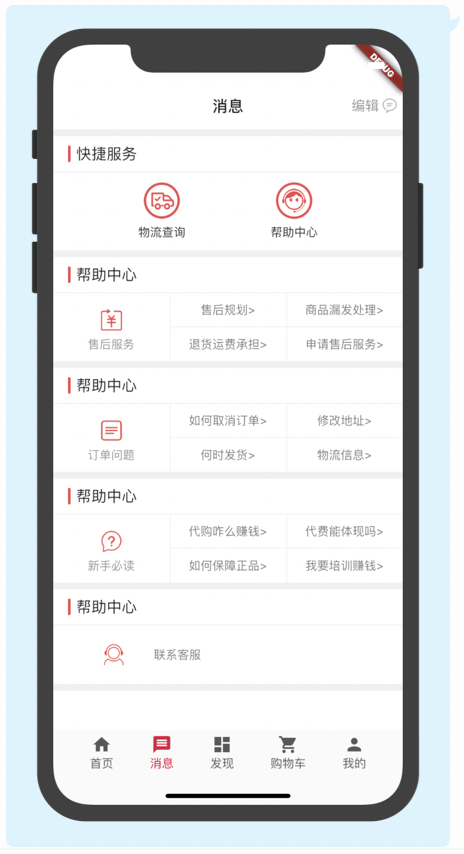 DEBUG
消息
编辑
快捷服务
物流查询
帮助中心
帮助中心
售后服务
售后规划>
商品漏发处理>
退货运费承担>
申请售后服务>
帮助中心
订单问题
如何取消订单>
修改地址>
何时发货>
物流信息>
帮助中心
新手必读
代购咋么赚钱>
代费能体现吗>
如何保障正品>
我要培训赚钱>
帮助中心
联系客服
首页
消息
发现
购物车
我的